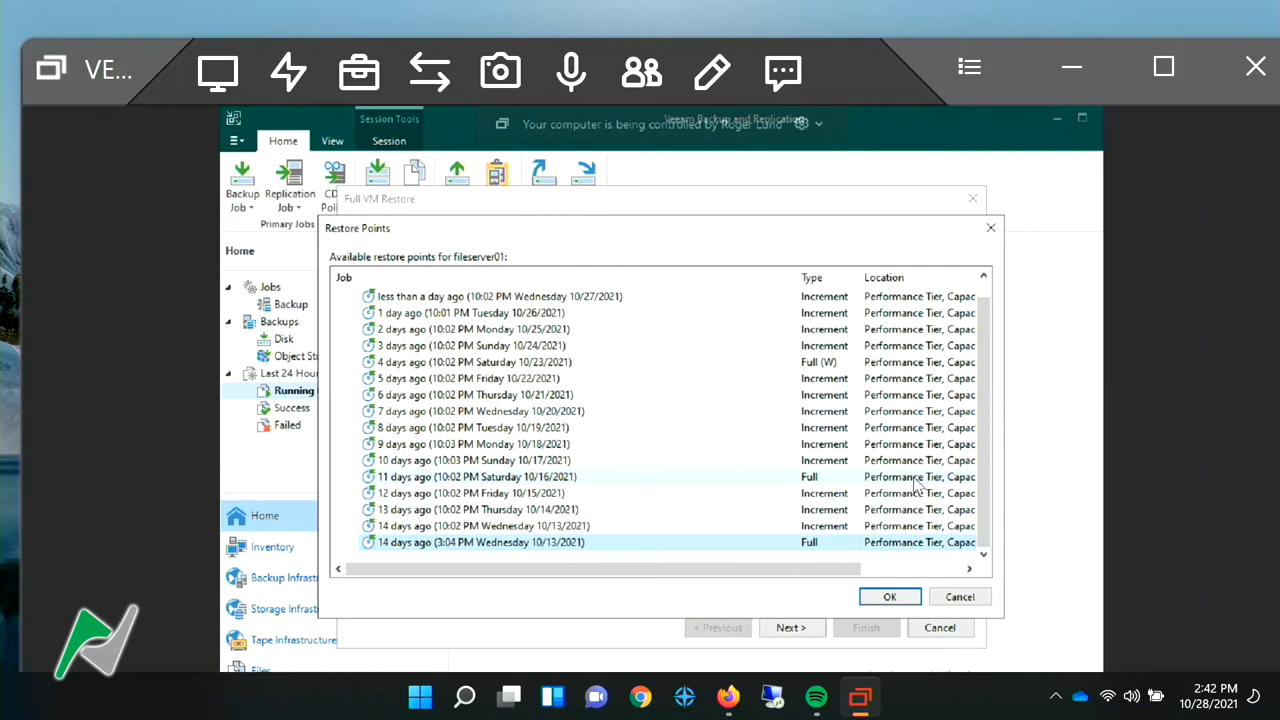 VE...
Session Tools
Veeam Backup and Replication
Your computer is being controlled by Roger Lund
Home
View
Session
Backup
Job
Replication
Job
CD
Poli
Primary Jobs
Full VM Restore
Restore Points
Home
Available restore points for fileserver01:
Job Type Location
Jobs
Backup
Backups
Disk
Object Sto
Last 24 Hour
Running
Success
Failed
less than a day ago (10:02 PM Wednesday 10/27/2021) Increment Performance Tier, Capac
1 day ago (10:01 PM Tuesday 10/26/2021) Increment Performance Tier, Capac
2 days ago (10:02 PM Monday 10/25/2021) Increment Performance Tier, Capac
3 days ago (10:02 PM Sunday 10/24/2021) Increment Performance Tier, Capac
4 days ago (10:02 PM Saturday 10/23/2021) Full (W) Performance Tier, Capac
5 days ago (10:02 PM Friday 10/22/2021) Increment Performance Tier, Capac
6 days ago (10:02 PM Thursday 10/21/2021) Increment Performance Tier, Capac
7 days ago (10:02 PM Wednesday 10/20/2021) Increment Performance Tier, Capac
8 days ago (10:02 PM Tuesday 10/19/2021) Increment Performance Tier, Capac
9 days ago (10:03 PM Monday 10/18/2021) Increment Performance Tier, Capac
10 days ago (10:03 PM Sunday 10/17/2021) Increment Performance Tier, Capac
11 days ago (10:02 PM Saturday 10/16/2021) Full Performance Tier, Capac
12 days ago (10:02 PM Friday 10/15/2021) Increment Performance Tier, Capac
13 days ago (10:02 PM Thursday 10/14/2021) Increment Performance Tier, Capac
14 days ago (10:02 PM Wednesday 10/13/2021) Increment Performance Tier, Capac
14 days ago (3:04 PM Wednesday 10/13/2021) Full Performance Tier, Capac
Home
Inventory
Backup Infrast
Storage Infrast
Tape Infrastructure
Files
OK
Cancel
< Previous
Next >
Finish
Cancel
2:42 PM
10/28/2021